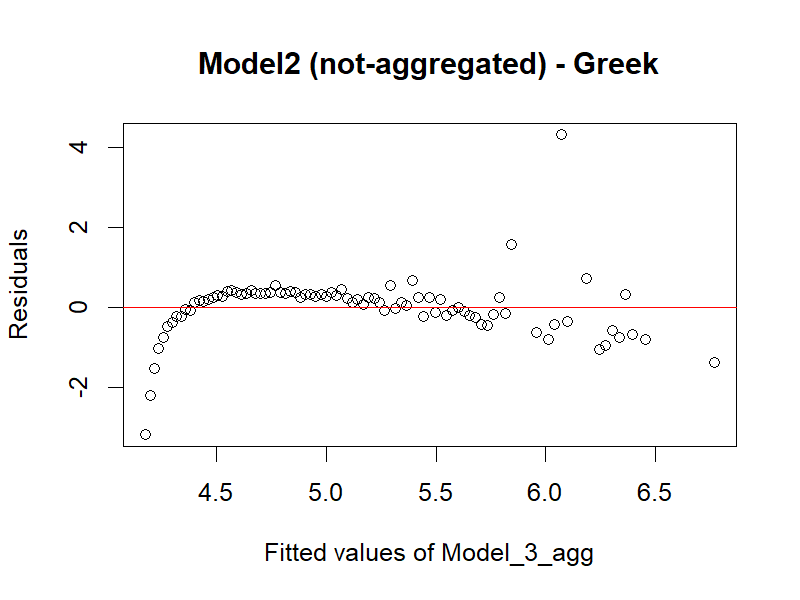 Model2 (not-aggregated) - Greek
Residuals
4
2
0
-2
4.5 5.0 5.5 6.0 6.5
Fitted values of Model_3_agg